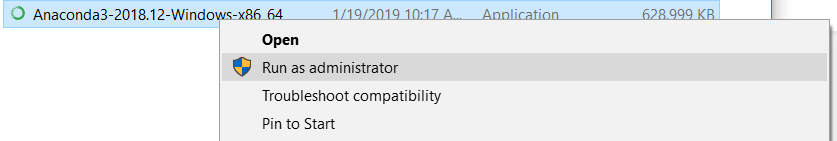 Anaconda3-2018.12-Windows-x86_64 1/19/2019 10:17 A... Application 628,999 KB
Open
Run as administrator
Troubleshoot compatibility
Pin to Start